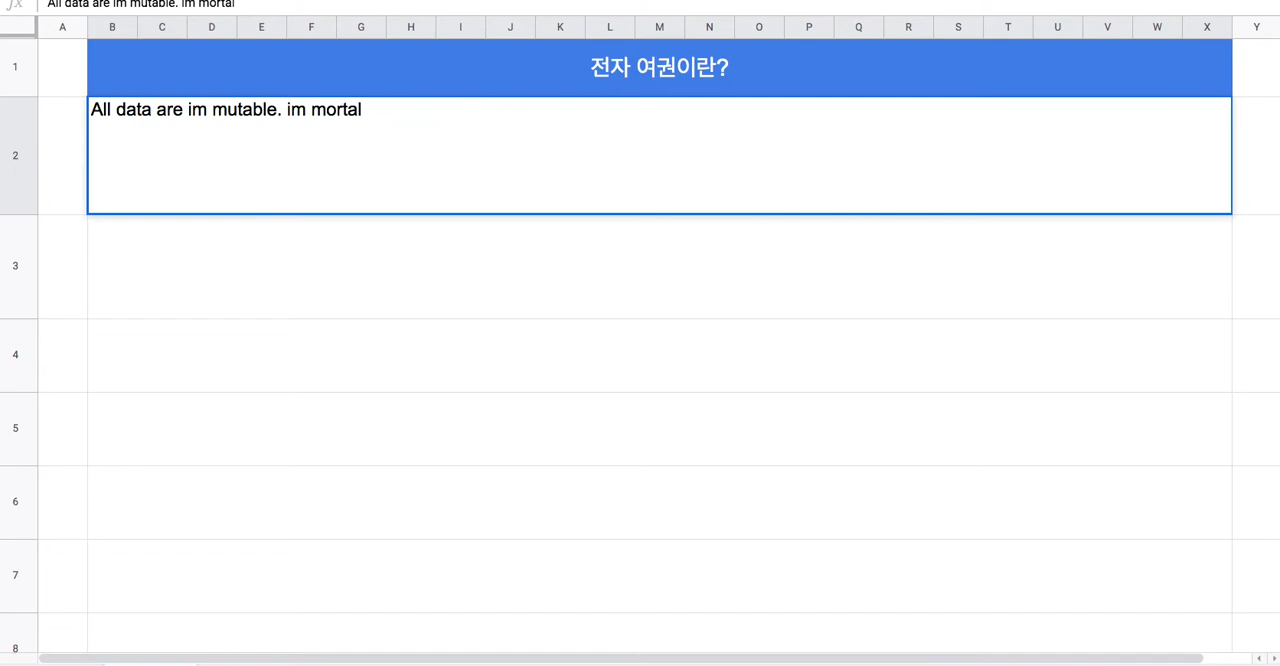 fx All data are im mutable. im mortal
A B C D E F G H I J K L M N O P Q R S T U V W X Y
1 전자 여권이란?
2 All data are im mutable. im mortal
3
4
5
6
7
8